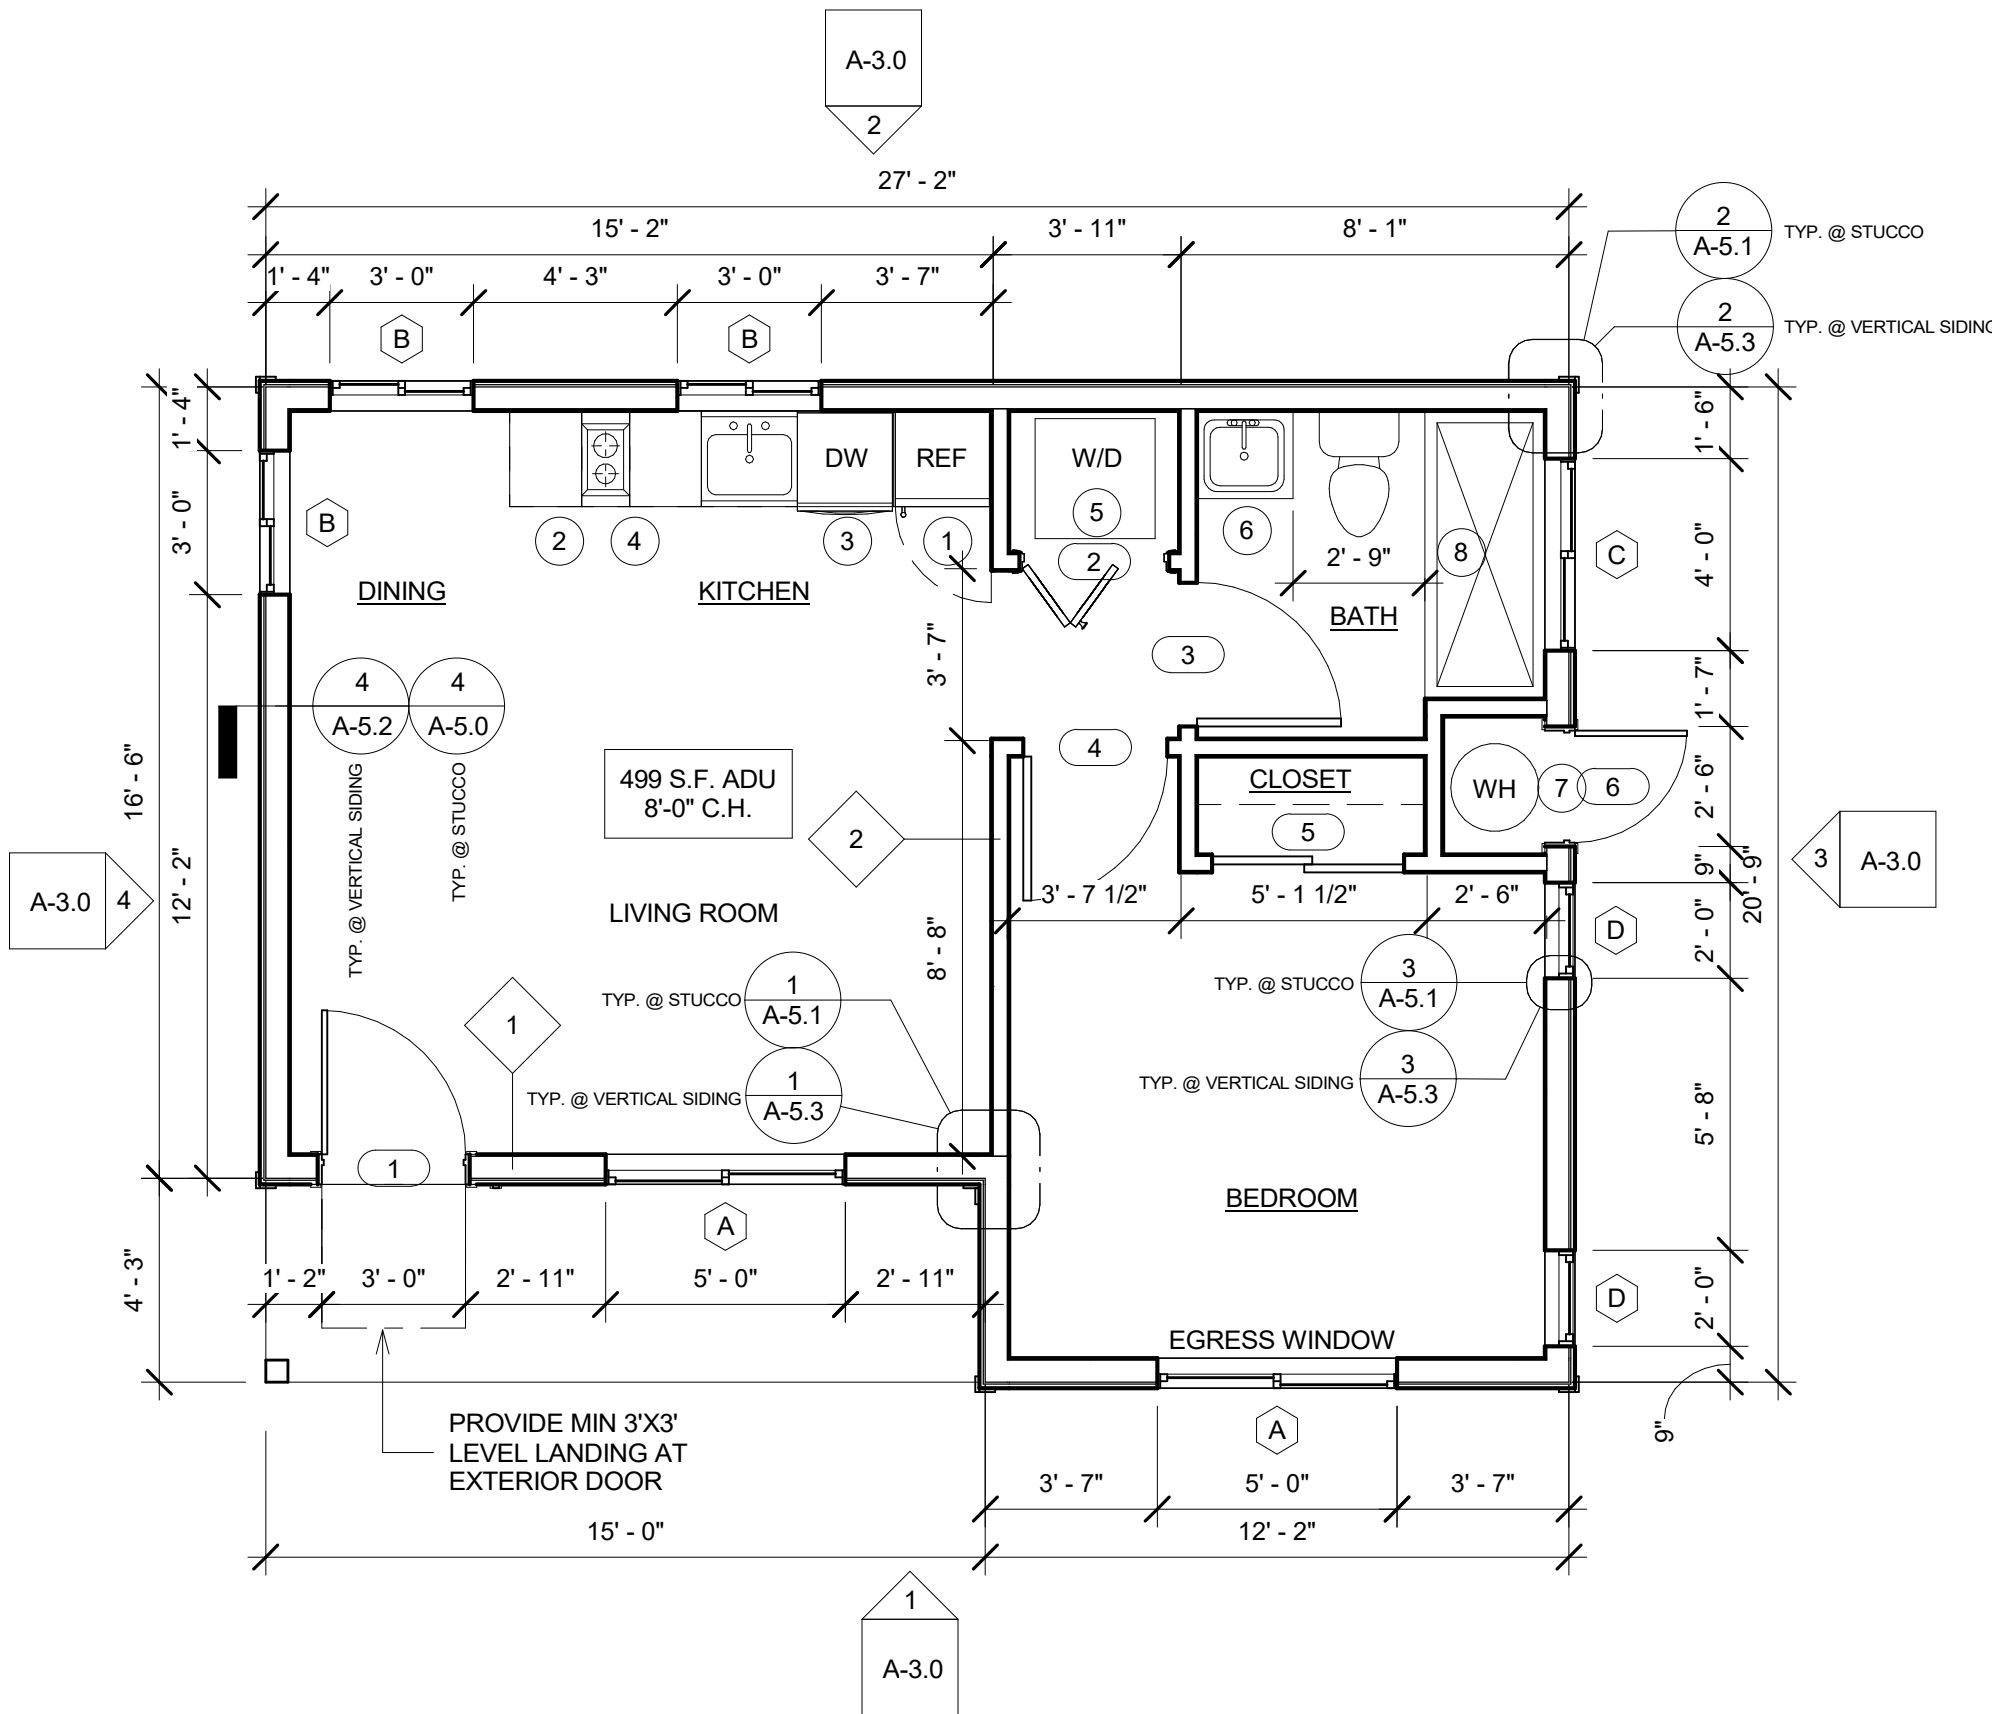 A-3.0
2
27' - 2"
15' - 2"
3' - 11"
8' - 1"
1' - 4"
3' - 0"
4' - 3"
3' - 0"
3' - 7"
2
A-5.1
TYP. @ STUCCO
2
A-5.3
TYP. @ VERTICAL SIDING
B
B
1' - 4"
3' - 0"
12' - 2"
16' - 6"
4' - 3"
B
DW
REF
W/D
5
2
4
3
1
2
6
2' - 9"
8
C
1' - 6"
4' - 0"
1' - 7"
2' - 6"
9"
2' - 0"
5' - 8"
2' - 0"
9"
20' - 9"
DINING
KITCHEN
BATH
3' - 7"
3
4
A-5.2
TYP. @ VERTICAL SIDING
4
A-5.0
TYP. @ STUCCO
499 S.F. ADU
8'-0" C.H.
4
CLOSET
5
WH
7
6
2
A-3.0
4
3
A-3.0
LIVING ROOM
8' - 8"
3' - 7 1/2"
5' - 1 1/2"
2' - 6"
D
TYP. @ STUCCO
1
A-5.1
TYP. @ VERTICAL SIDING
1
A-5.3
TYP. @ STUCCO
3
A-5.1
TYP. @ VERTICAL SIDING
3
A-5.3
1
1
A
BEDROOM
D
1' - 2"
3' - 0"
2' - 11"
5' - 0"
2' - 11"
EGRESS WINDOW
PROVIDE MIN 3'X3'
LEVEL LANDING AT
EXTERIOR DOOR
A
3' - 7"
5' - 0"
3' - 7"
15' - 0"
12' - 2"
1
A-3.0